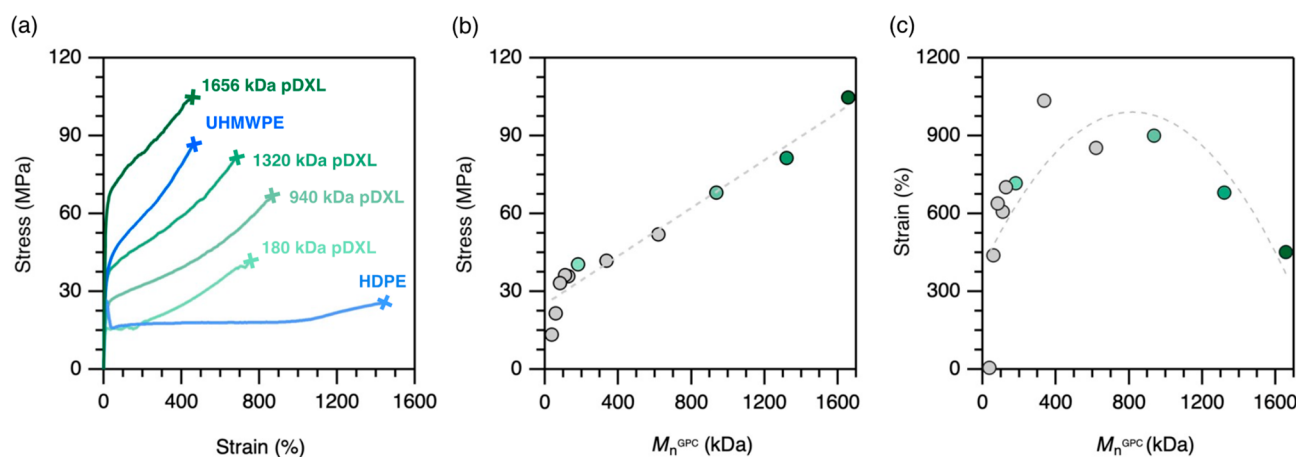 (a)
120
90
60
30
0
Stress (MPa)
1656 kDa pDXL
UHMWPE
1320 kDa pDXL
940 kDa pDXL
180 kDa pDXL
HDPE
0 400 800 1200 1600
Strain (%)
(b)
120
90
60
30
0
Stress (MPa)
0 400 800 1200 1600
MnGPC (kDa)
(c)
1200
900
600
300
0
Strain (%)
0 400 800 1200 1600
MnGPC (kDa)